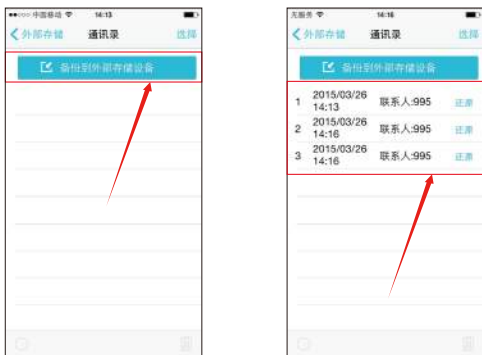 中国移动 14:13
外部存储 通讯录 选择
备份到外部存储设备
无服务 14:16
外部存储 通讯录 选择
备份到外部存储设备
1 2015/03/26 14:13 联系人:995 还原
2 2015/03/26 14:16 联系人:995 还原
3 2015/03/26 14:16 联系人:995 还原